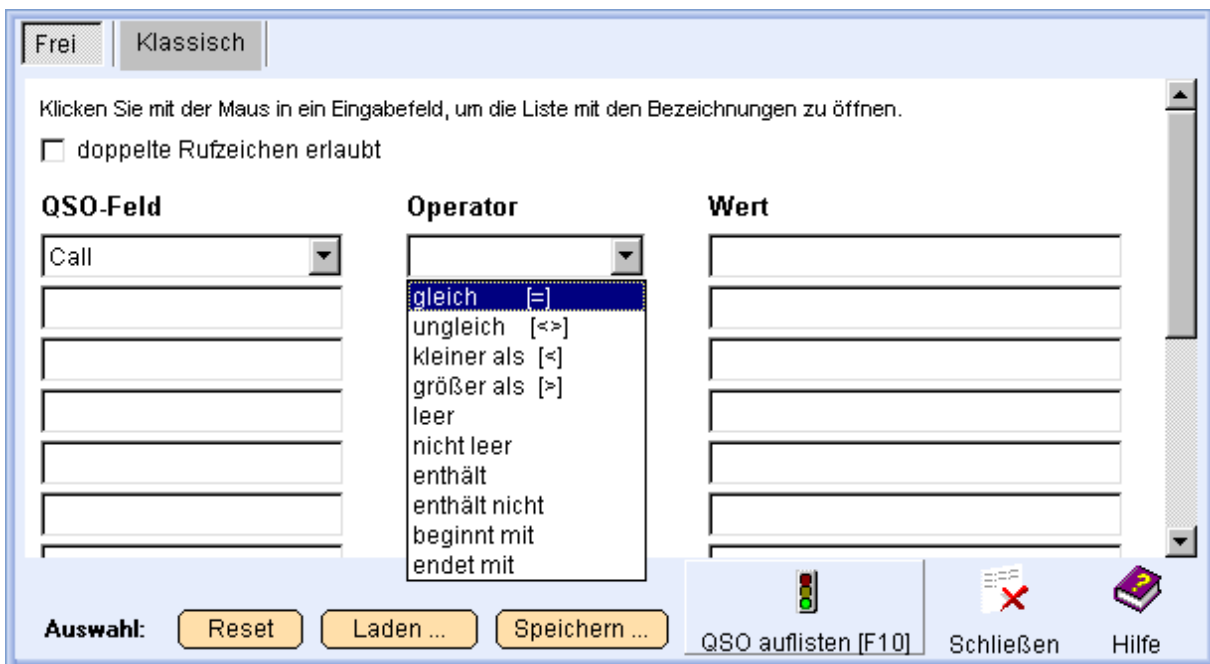 Frei Klassisch
Klicken Sie mit der Maus in ein Eingabefeld, um die Liste mit den Bezeichnungen zu öffnen.
doppelte Rufzeichen erlaubt
QSO-Feld Operator Wert
Call
gleich [=]
ungleich [<>]
kleiner als [<]
größer als [>]
leer
nicht leer
enthält
enthält nicht
beginnt mit
endet mit
Auswahl: Reset Laden ... Speichern ... QSO auflisten [F10] Schließen Hilfe